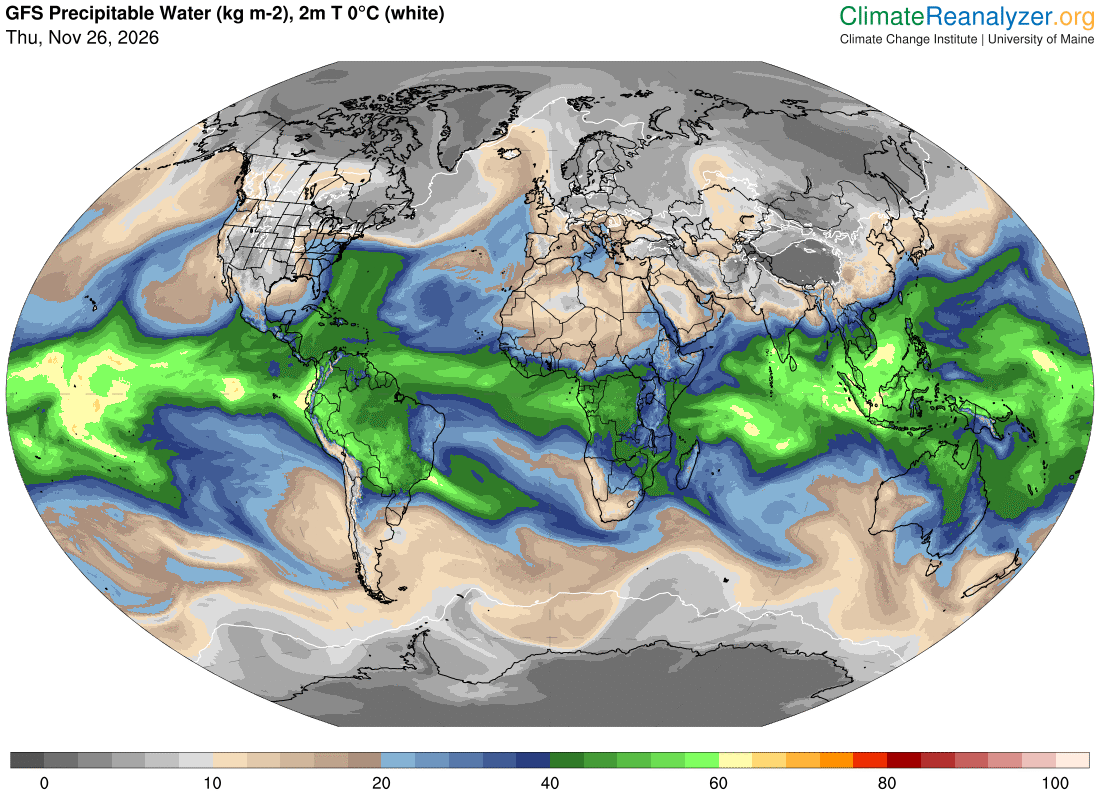 GFS Precipitable Water (kg m-2), 2m T 0°C (white)
Thu, Nov 26, 2026
ClimateReanalyzer.org
Climate Change Institute | University of Maine
0 10 20 40 60 80 100